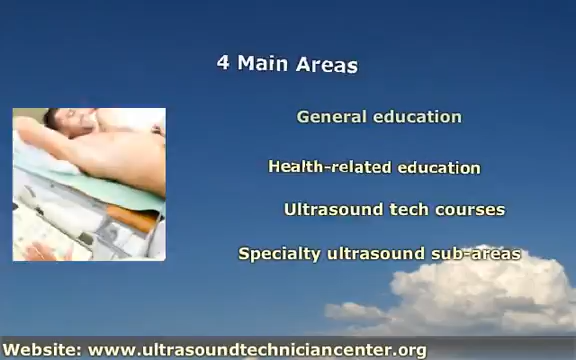 4 Main Areas
General education
Health-related education
Ultrasound tech courses
Specialty ultrasound sub-areas
Website: www.ultrasoundtechniciancenter.org